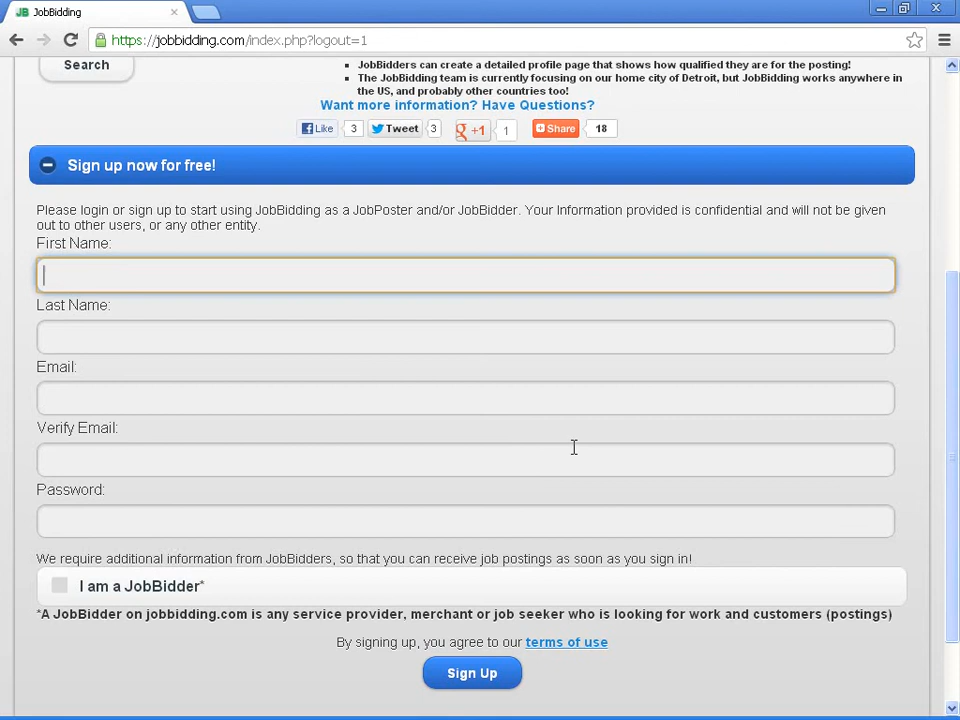 JobBidding
https://jobbidding.com/index.php?logout=1
Search
JobBidders can create a detailed profile page that shows how qualified they are for the posting!
The JobBidding team is currently focusing on our home city of Detroit, but JobBidding works anywhere in
the US, and probably other countries too!
Want more information? Have Questions?
Like 3 Tweet 3 +1 1 Share 18
Sign up now for free!
Please login or sign up to start using JobBidding as a JobPoster and/or JobBidder. Your Information provided is confidential and will not be given
out to other users, or any other entity.
First Name:
Last Name:
Email:
Verify Email:
Password:
We require additional information from JobBidders, so that you can receive job postings as soon as you sign in!
I am a JobBidder*
*A JobBidder on jobbidding.com is any service provider, merchant or job seeker who is looking for work and customers (postings)
By signing up, you agree to our terms of use
Sign Up